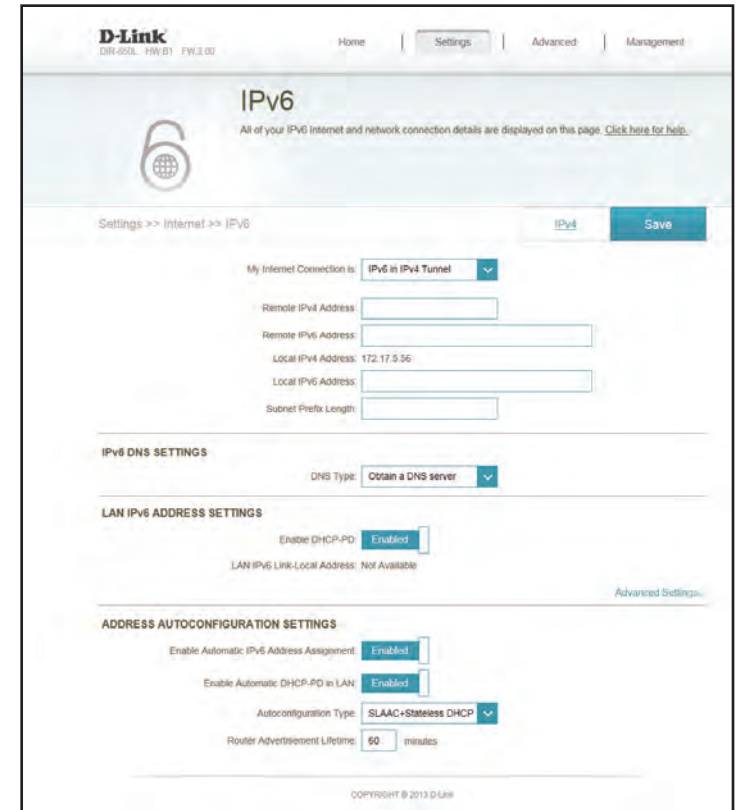 D-Link
DIR-650L HW:B1 FW:3.00
Home | Settings | Advanced | Management
IPv6
All of your IPv6 Internet and network connection details are displayed on this page. Click here for help.
Settings >> Internet >> IPv6
IPv4
Save
My Internet Connection is: IPv6 in IPv4 Tunnel
Remote IPv4 Address:
Remote IPv6 Address:
Local IPv4 Address: 172.17.5.56
Local IPv6 Address:
Subnet Prefix Length:
IPv6 DNS SETTINGS
DNS Type: Obtain a DNS server
LAN IPv6 ADDRESS SETTINGS
Enable DHCP-PD: Enabled
LAN IPv6 Link-Local Address: Not Available
Advanced Settings...
ADDRESS AUTOCONFIGURATION SETTINGS
Enable Automatic IPv6 Address Assignment: Enabled
Enable Automatic DHCP-PD in LAN: Enabled
Autoconfiguration Type: SLAAC+Stateless DHCP
Router Advertisement Lifetime: 60 minutes
COPYRIGHT © 2013 D-Link